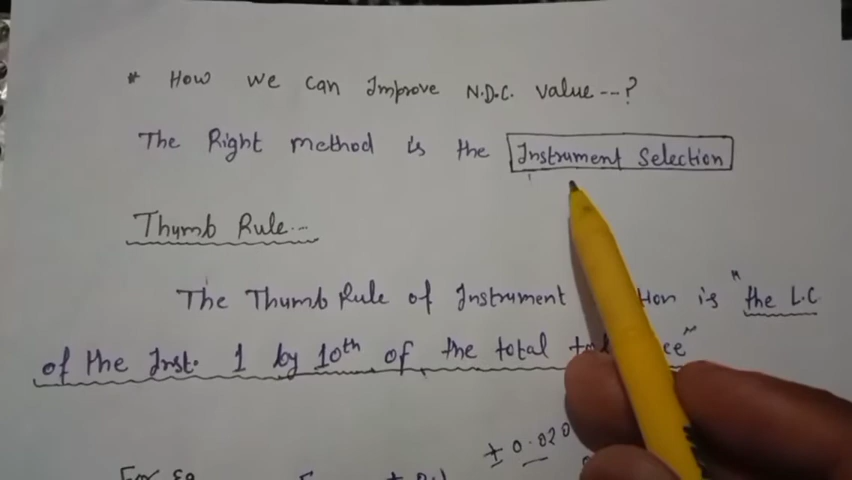 * How we can Improve N.D.C. value---?
The Right method is the Instrument Selection
Thumb Rule...
The Thumb Rule of Instrument is "the L.C.
of the Inst. 1 by 10th of the total
± 0.020
For